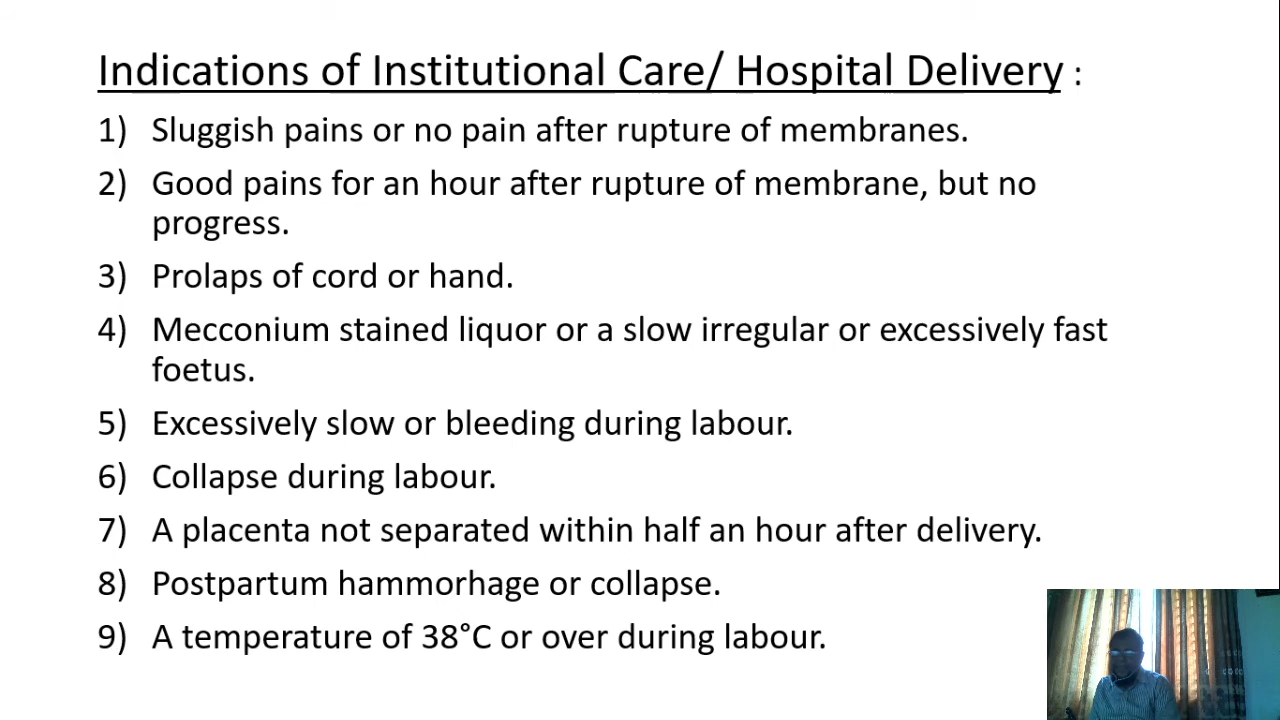 Indications of Institutional Care/ Hospital Delivery :
1) Sluggish pains or no pain after rupture of membranes.
2) Good pains for an hour after rupture of membrane, but no
progress.
3) Prolaps of cord or hand.
4) Mecconium stained liquor or a slow irregular or excessively fast
foetus.
5) Excessively slow or bleeding during labour.
6) Collapse during labour.
7) A placenta not separated within half an hour after delivery.
8) Postpartum hammorhage or collapse.
9) A temperature of 38°C or over during labour.